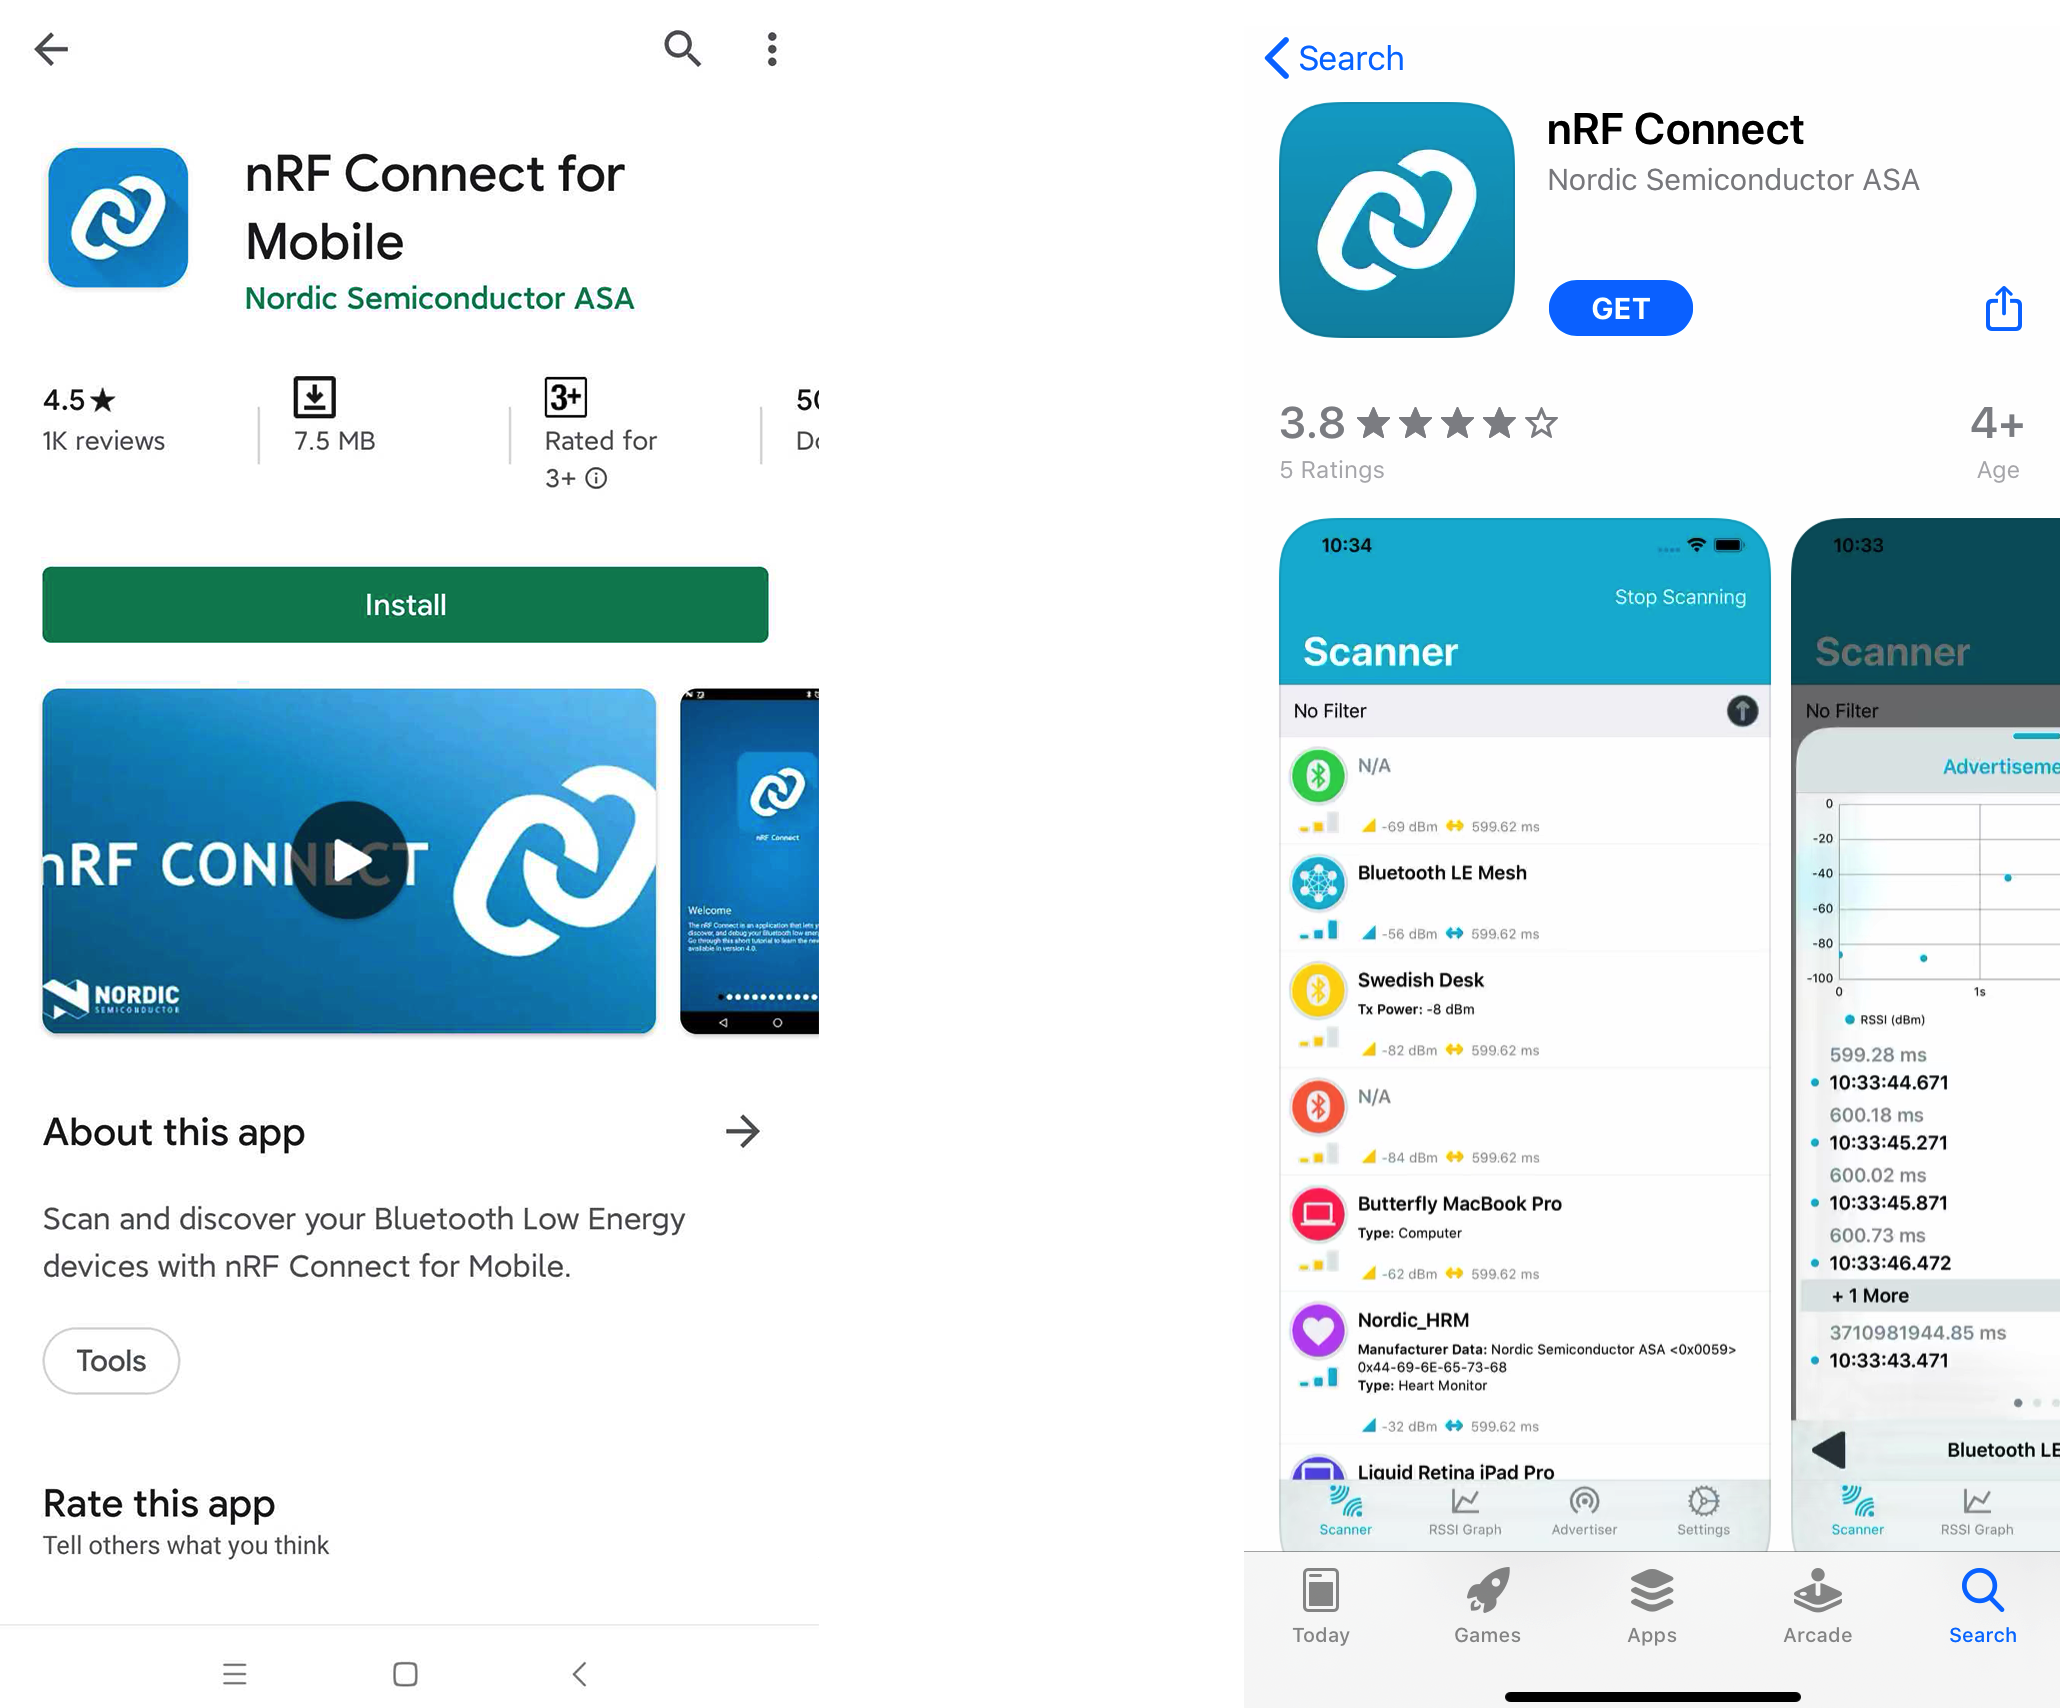 nRF Connect for
Mobile
Nordic Semiconductor ASA
4.5★
1K reviews
7.5 MB
3+
Rated for
3+
Install
nRF CONNECT
NORDIC
SEMICONDUCTOR
nRF Connect
Welcome
About this app
Scan and discover your Bluetooth Low Energy
devices with nRF Connect for Mobile.
Tools
Rate this app
Tell others what you think
Search
nRF Connect
Nordic Semiconductor ASA
GET
3.8
5 Ratings
4+
Age
10:34
Stop Scanning
Scanner
No Filter
N/A
-69 dBm 599.62 ms
Bluetooth LE Mesh
-56 dBm 599.62 ms
Swedish Desk
Tx Power: -8 dBm
-82 dBm 599.62 ms
N/A
-84 dBm 599.62 ms
Butterfly MacBook Pro
Type: Computer
-62 dBm 599.62 ms
Nordic_HRM
Manufacturer Data: Nordic Semiconductor ASA <0x0059>
0x44-69-6E-65-73-68
Type: Heart Monitor
-32 dBm 599.62 ms
Liquid Retina iPad Pro
Scanner RSSI Graph Advertiser Settings
10:33
Scanner
No Filter
Advertiseme
0
-20
-40
-60
-80
-100
0 1s
RSSI (dBm)
599.28 ms
10:33:44.671
600.18 ms
10:33:45.271
600.02 ms
10:33:45.871
600.73 ms
10:33:46.472
+ 1 More
3710981944.85 ms
10:33:43.471
Bluetooth LE
Scanner RSSI Graph
Today Games Apps Arcade Search